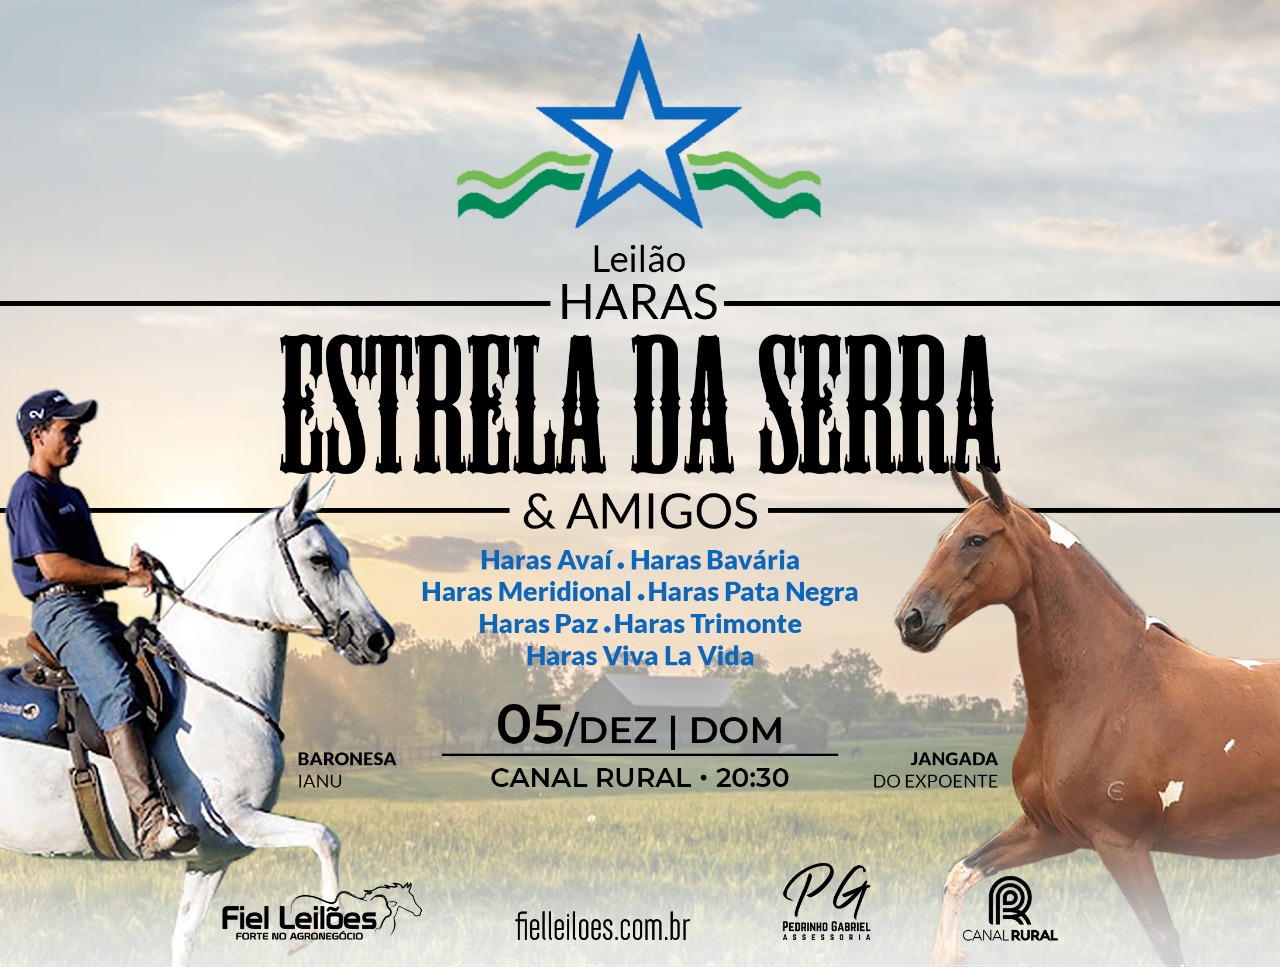 Leilão
HARAS
ESTRELA DA SERRA
& AMIGOS
Haras Avaí . Haras Bavária
Haras Meridional . Haras Pata Negra
Haras Paz . Haras Trimonte
Haras Viva La Vida
05/DEZ | DOM
CANAL RURAL • 20:30
BARONESA
IANU
JANGADA
DO EXPOENTE
Fiel Leilões
FORTE NO AGRONEGÓCIO
fielleiloes.com.br
PG
PEDRINHO GABRIEL
ASSESSORIA
CANAL RURAL